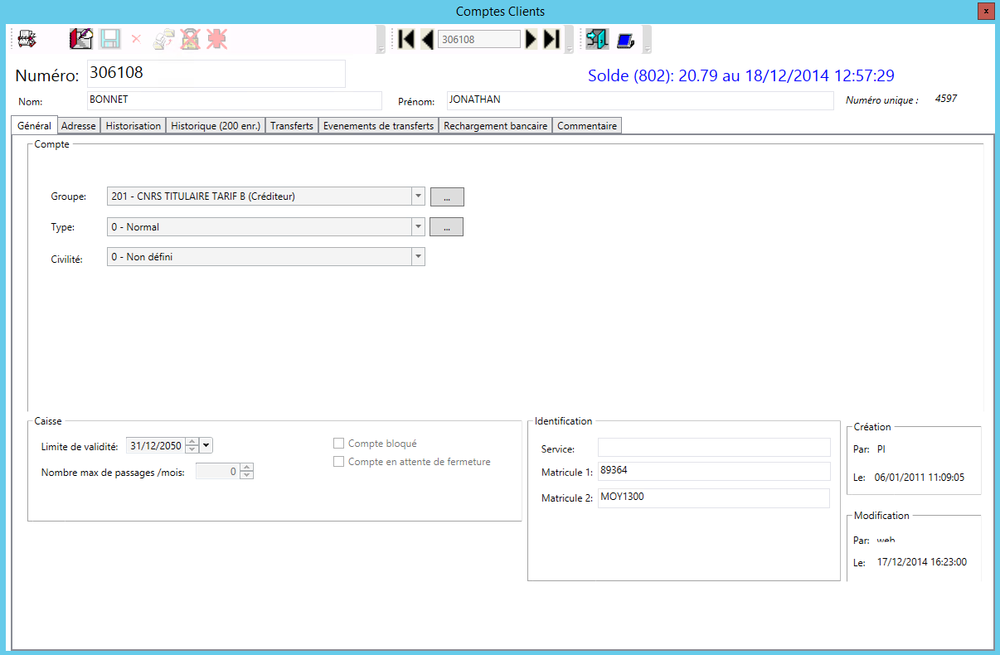 Comptes Clients
x
306108
Numéro: 306108
Solde (802): 20.79 au 18/12/2014 12:57:29
Nom: BONNET Prénom: JONATHAN Numéro unique : 4597
Général Adresse Historisation Historique (200 enr.) Transferts Evenements de transferts Rechargement bancaire Commentaire
Compte
Groupe: 201 - CNRS TITULAIRE TARIF B (Créditeur) ...
Type: 0 - Normal ...
Civilité: 0 - Non défini
Caisse
Limite de validité: 31/12/2050
Compte bloqué
Compte en attente de fermeture
Nombre max de passages /mois: 0
Identification
Service:
Matricule 1: 89364
Matricule 2: MOY1300
Création
Par: PI
Le: 06/01/2011 11:09:05
Modification
Par: web
Le: 17/12/2014 16:23:00